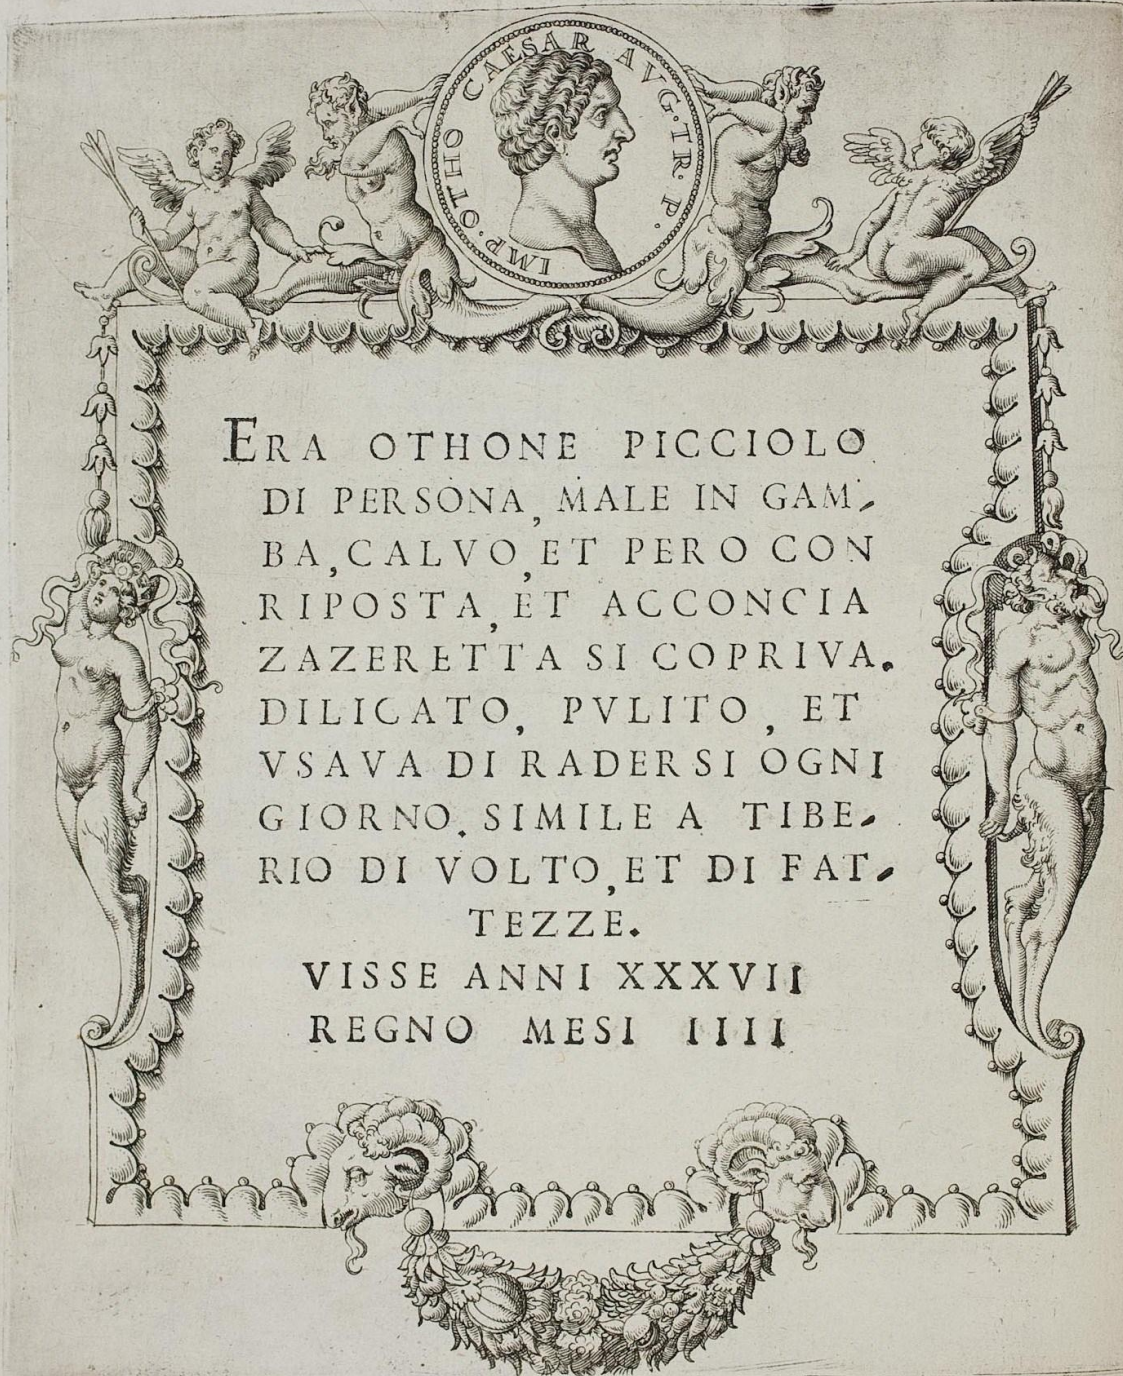 IMP·OTHO CAESAR AVG·TR·P·
ERA OTHONE PICCIOLO
DI PERSONA, MALE IN GAM-
BA, CALVO, ET PERO CON
RIPOSTA, ET ACCONCIA
ZAZERETTA SI COPRIVA.
DILICATO, PVLITO, ET
VSAVA DI RADERSI OGNI
GIORNO. SIMILE A TIBE-
RIO DI VOLTO, ET DI FAT-
TEZZE.
VISSE ANNI XXXVII
REGNO MESI IIII